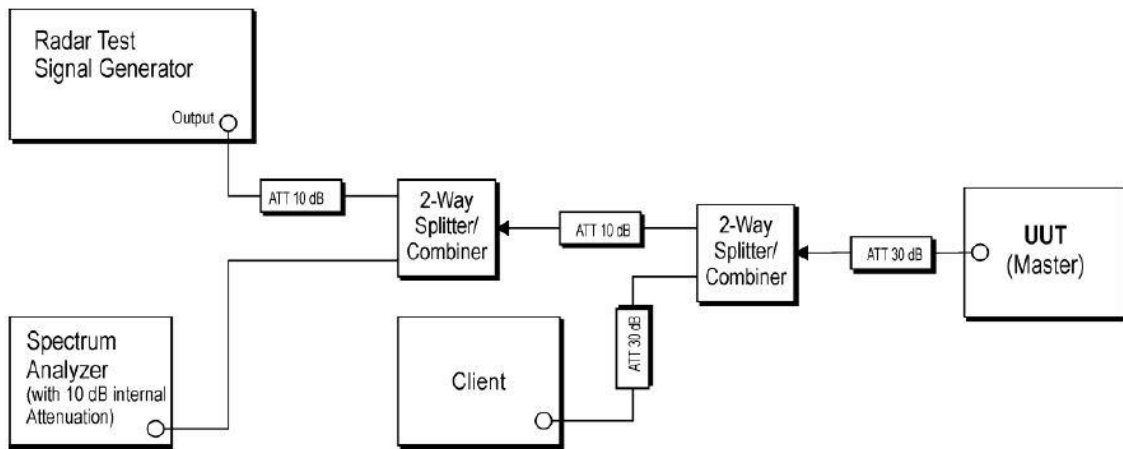 Radar Test
Signal Generator
Output
ATT 10 dB
2-Way
Splitter/
Combiner
ATT 10 dB
2-Way
Splitter/
Combiner
ATT 30 dB
UUT
(Master)
Spectrum
Analyzer
(with 10 dB internal
Attenuation)
Client
ATT 30 dB